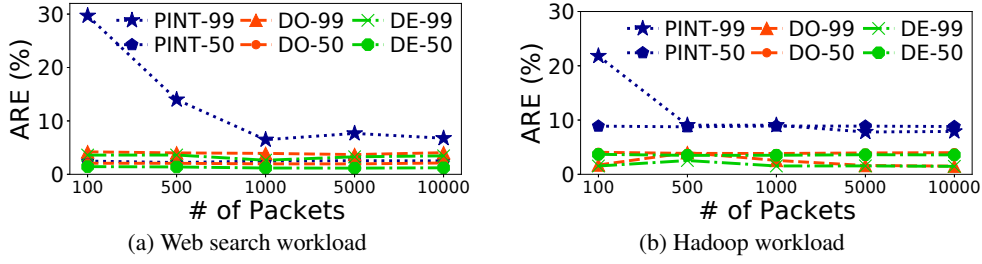 ARE (%)
30
20
10
0
PINT-99 DO-99 DE-99
PINT-50 DO-50 DE-50
100 500 1000 5000 10000
# of Packets
(a) Web search workload
ARE (%)
30
20
10
0
PINT-99 DO-99 DE-99
PINT-50 DO-50 DE-50
100 500 1000 5000 10000
# of Packets
(b) Hadoop workload